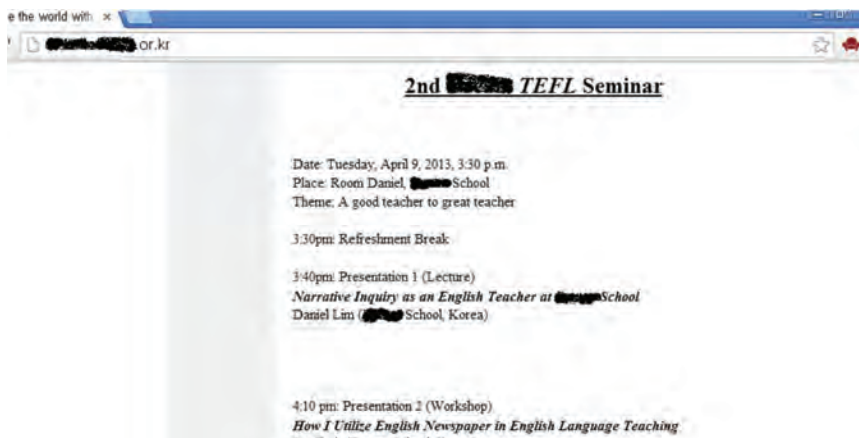 e the world with
.or.kr
2nd TEFL Seminar
Date: Tuesday, April 9, 2013, 3:30 p.m.
Place: Room Daniel, School
Theme: A good teacher to great teacher
3:30pm: Refreshment Break
3:40pm: Presentation 1 (Lecture)
Narrative Inquiry as an English Teacher at School
Daniel Lim ( School, Korea)
4:10 pm: Presentation 2 (Workshop)
How I Utilize English Newspaper in English Language Teaching